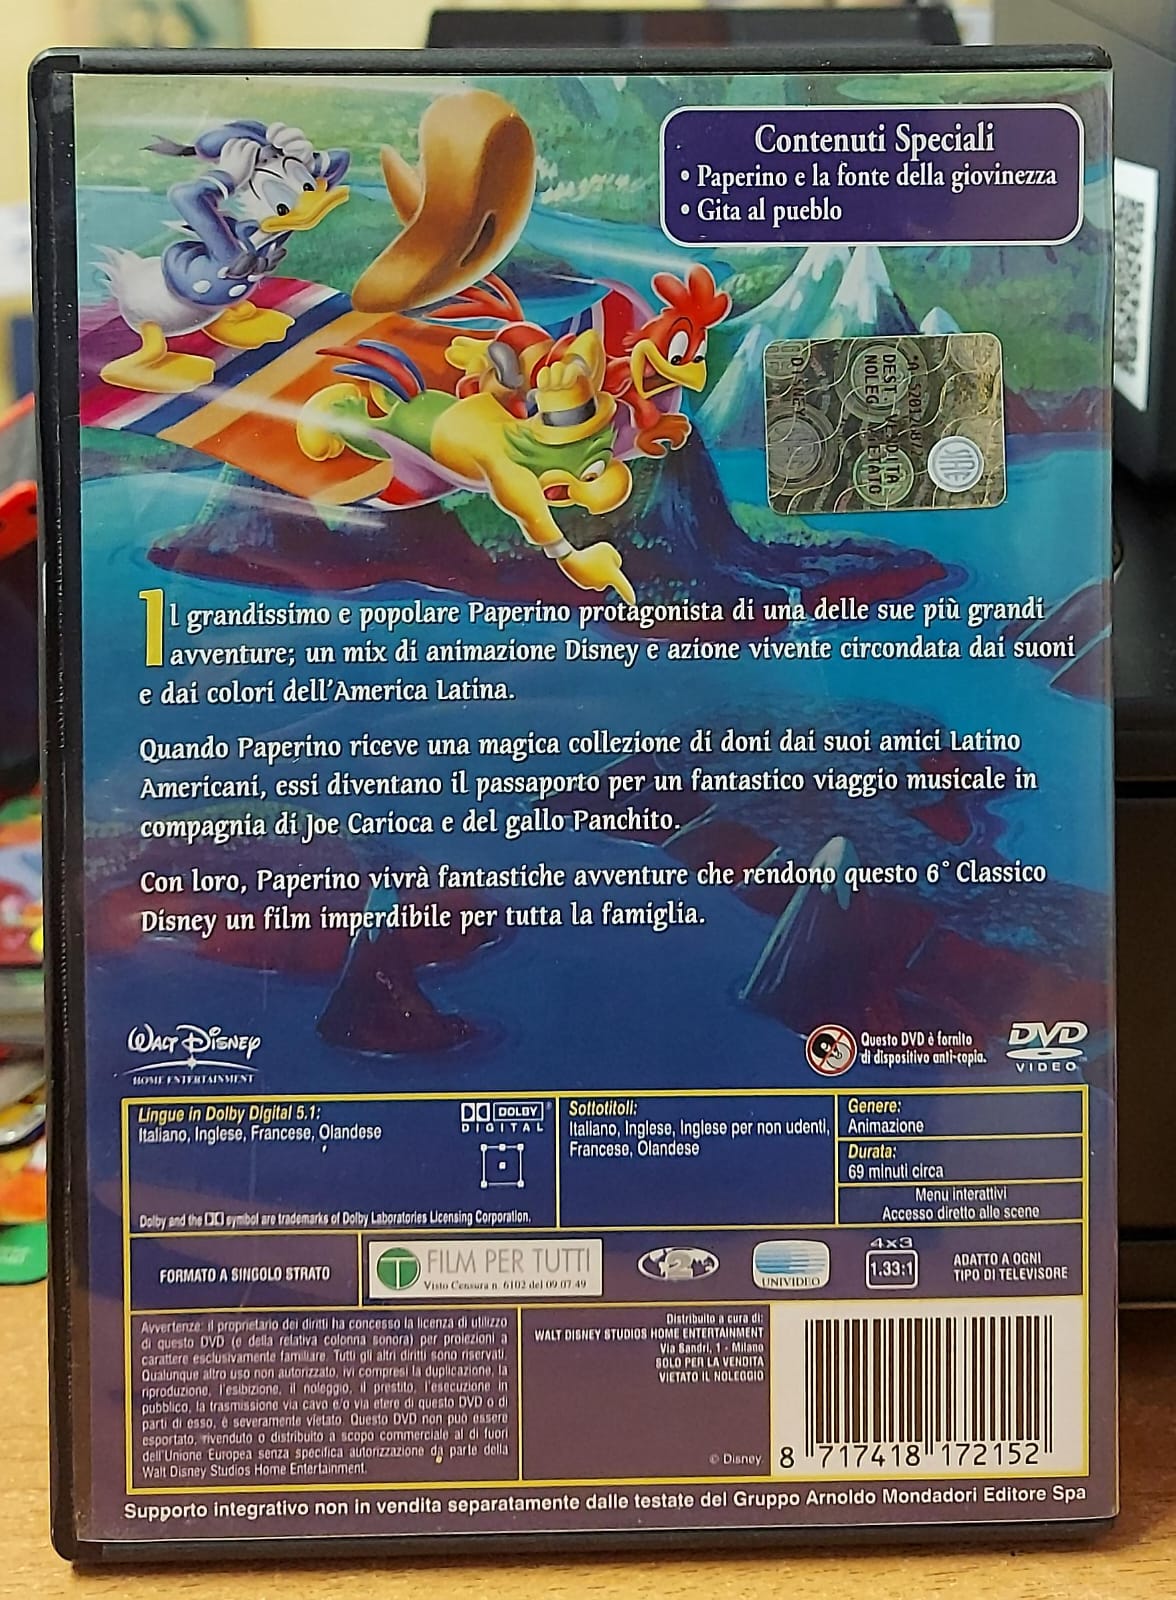 Contenuti Speciali
• Paperino e la fonte della giovinezza
• Gita al pueblo
SIAE
Il grandissimo e popolare Paperino protagonista di una delle sue più grandi
avventure; un mix di animazione Disney e azione vivente circondata dai suoni
e dai colori dell'America Latina.
Quando Paperino riceve una magica collezione di doni dai suoi amici Latino
Americani, essi diventano il passaporto per un fantastico viaggio musicale in
compagnia di Joe Carioca e del gallo Panchito.
Con loro, Paperino vivrà fantastiche avventure che rendono questo 6° Classico
Disney un film imperdibile per tutta la famiglia.
WALT DISNEY
HOME ENTERTAINMENT
Questo DVD è fornito
di dispositivo anti-copia.
DVD
VIDEO
Lingue in Dolby Digital 5.1:
Italiano, Inglese, Francese, Olandese
DOLBY
DIGITAL
Dolby and the DD symbol are trademarks of Dolby Laboratories Licensing Corporation.
Sottotitoli:
Italiano, Inglese, Inglese per non udenti,
Francese, Olandese
Genere:
Animazione
Durata:
69 minuti circa
Menu interattivi
Accesso diretto alle scene
FORMATO A SINGOLO STRATO
T FILM PER TUTTI
Visto Censura n. 6102 del 09.07.49
2
UNIVIDEO
4x3
1.33:1
ADATTO A OGNI
TIPO DI TELEVISORE
Avvertenze: il proprietario dei diritti ha concesso la licenza di utilizzo
di questo DVD (e della relativa colonna sonora) per proiezioni a
carattere esclusivamente familiare. Tutti gli altri diritti sono riservati.
Qualunque altro uso non autorizzato, ivi compresi la duplicazione, la
riproduzione, l'esibizione, il noleggio, il prestito, l'esecuzione in
pubblico, la trasmissione via cavo e/o via etere di questo DVD o di
parti di esso, è severamente vietato. Questo DVD non può essere
esportato, rivenduto o distribuito a scopo commerciale al di fuori
dell'Unione Europea senza specifica autorizzazione da parte della
Walt Disney Studios Home Entertainment.
Distribuito a cura di:
WALT DISNEY STUDIOS HOME ENTERTAINMENT
Via Sandri, 1 - Milano
SOLO PER LA VENDITA
VIETATO IL NOLEGGIO
© Disney
8 717418 172152
Supporto integrativo non in vendita separatamente dalle testate del Gruppo Arnoldo Mondadori Editore Spa